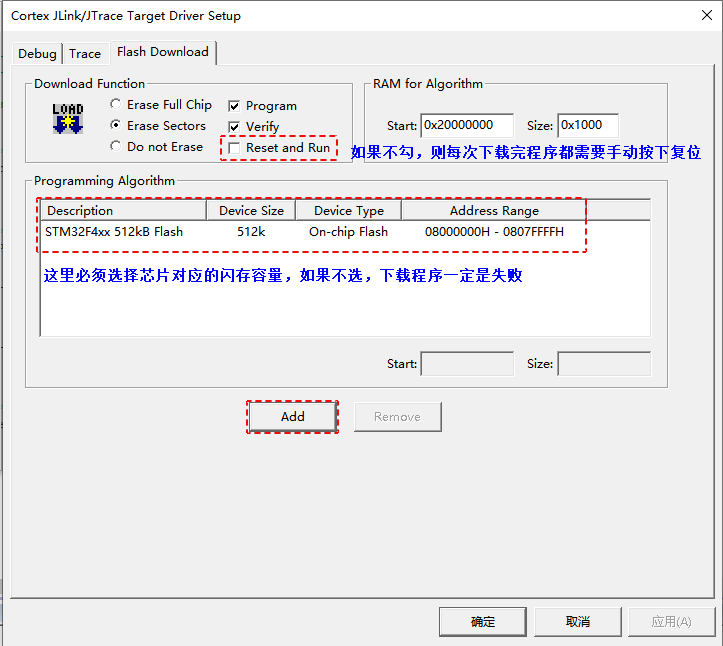 Cortex JLink/JTrace Target Driver Setup
Debug Trace Flash Download
Download Function
LOAD
Erase Full Chip
Erase Sectors
Do not Erase
Program
Verify
Reset and Run
RAM for Algorithm
Start: 0x20000000 Size: 0x1000
如果不勾，则每次下载完程序都需要手动按下复位
Programming Algorithm
Description Device Size Device Type Address Range
STM32F4xx 512kB Flash 512k On-chip Flash 08000000H - 0807FFFFH
这里必须选择芯片对应的闪存容量，如果不选，下载程序一定是失败
Start: Size:
Add Remove
确定 取消 应用(A)